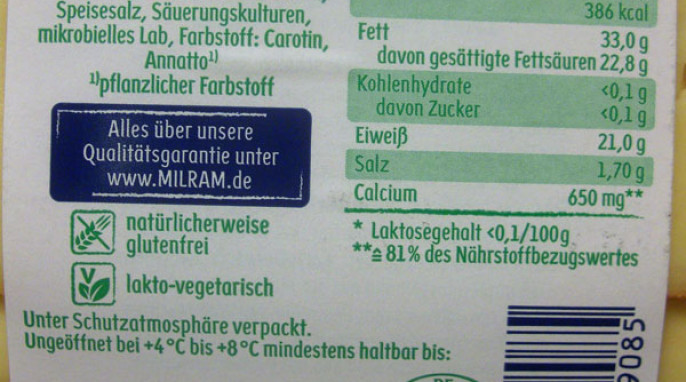 Speisesalz, Säuerungskulturen,
mikrobielles Lab, Farbstoff: Carotin,
Annatto¹⁾
¹⁾pflanzlicher Farbstoff
Alles über unsere
Qualitätsgarantie unter
www.MILRAM.de
natürlicherweise
glutenfrei
lakto-vegetarisch
Unter Schutzatmosphäre verpackt.
Ungeöffnet bei +4°C bis +8°C mindestens haltbar bis:
386 kcal
Fett 33,0 g
davon gesättigte Fettsäuren 22,8 g
Kohlenhydrate <0,1 g
davon Zucker <0,1 g
Eiweiß 21,0 g
Salz 1,70 g
Calcium 650 mg**
* Laktosegehalt <0,1/100g
**≙ 81% des Nährstoffbezugswertes
9085
DE